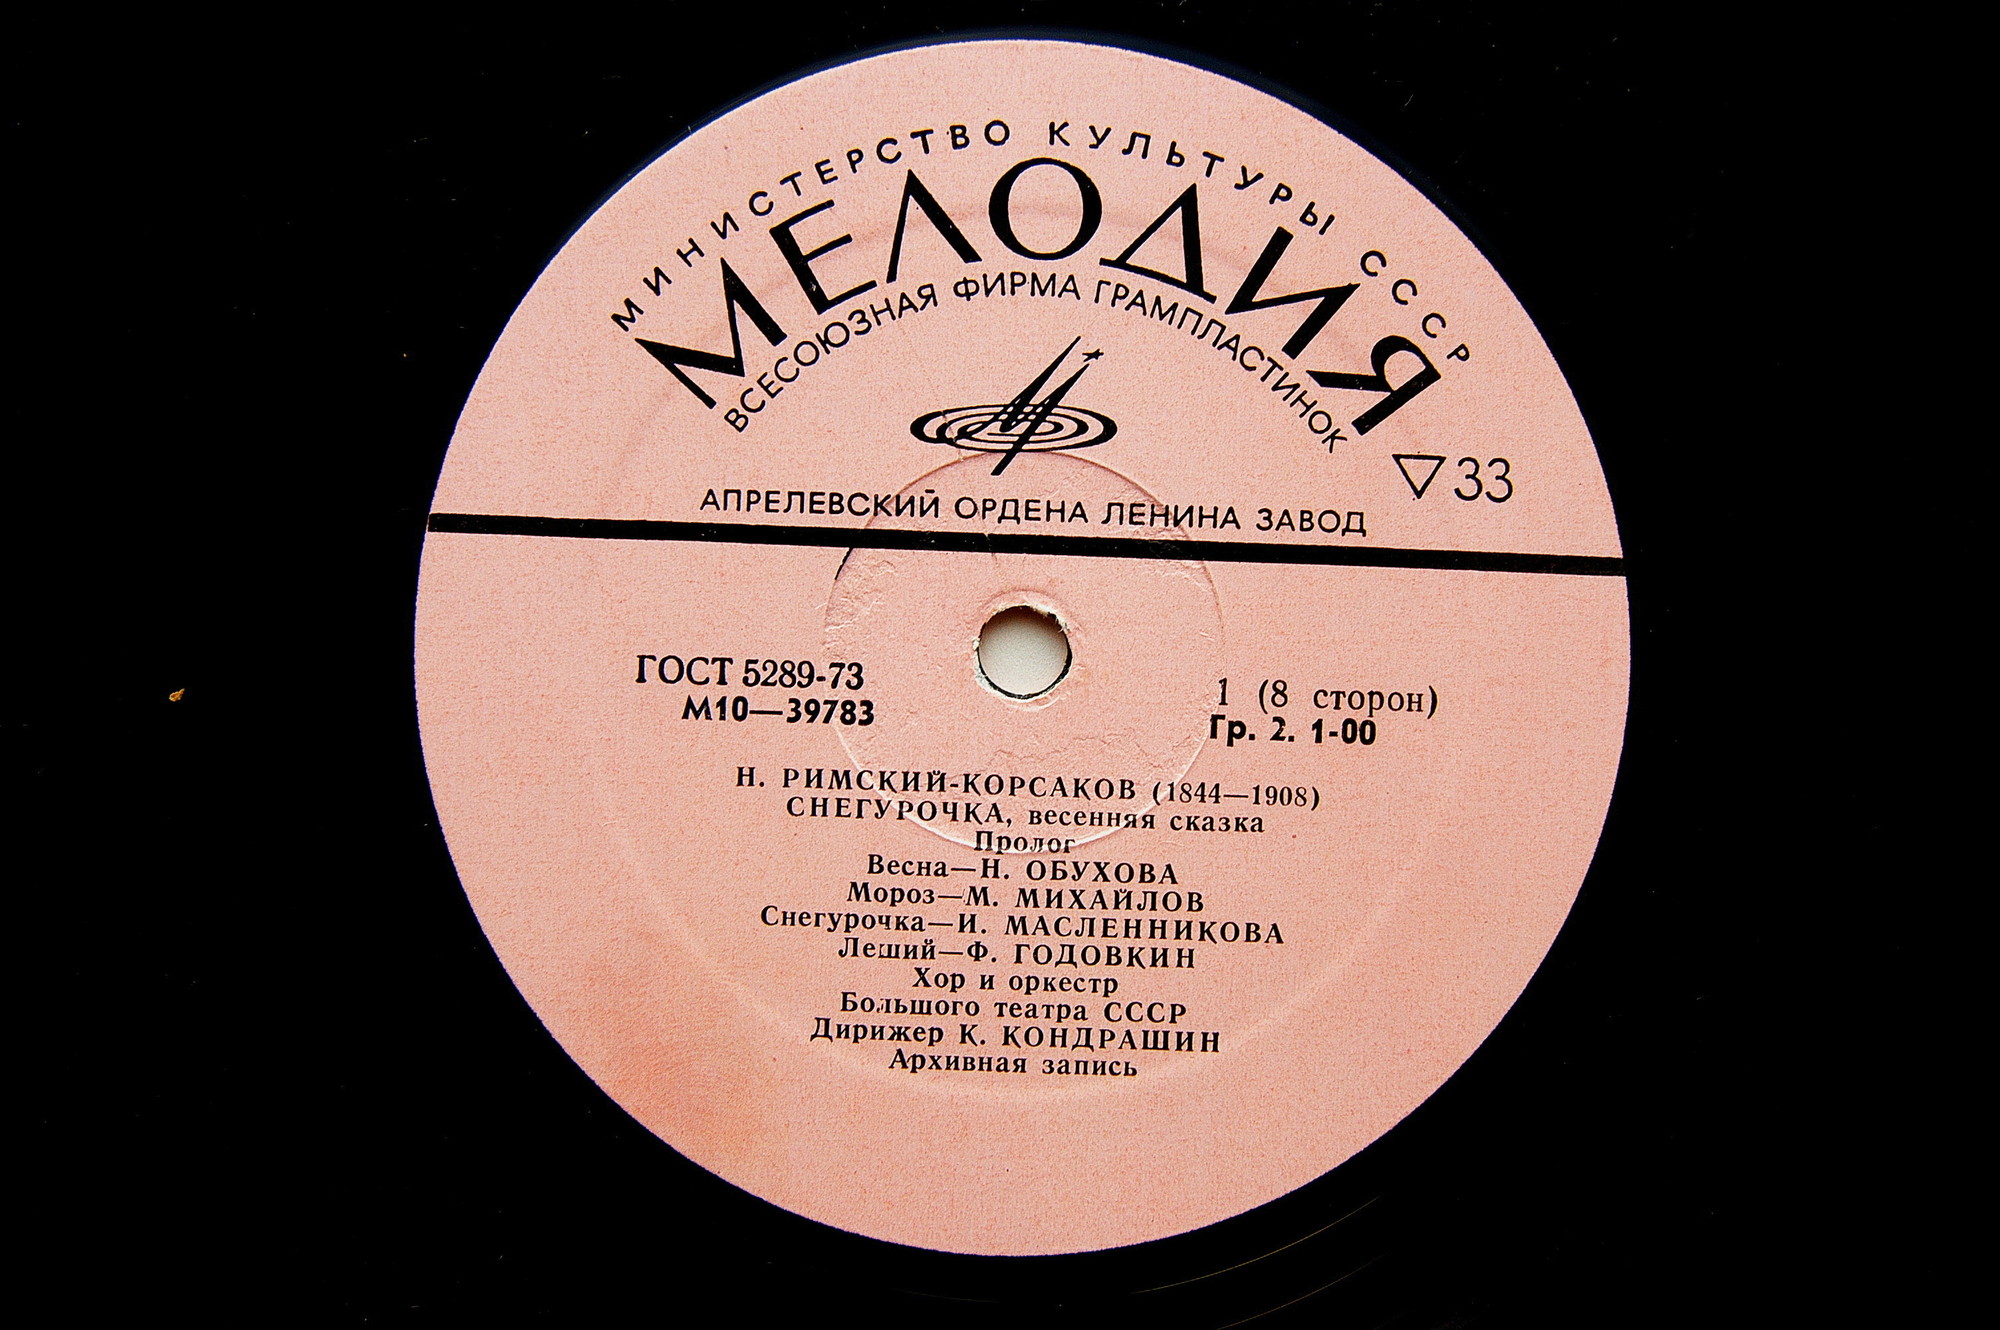 МИНИСТЕРСТВО КУЛЬТУРЫ СССР
МЕЛОДИЯ
ВСЕСОЮЗНАЯ ФИРМА ГРАМПЛАСТИНОК
▽33
АПРЕЛЕВСКИЙ ОРДЕНА ЛЕНИНА ЗАВОД
ГОСТ 5289-73
М10—39783
1 (8 сторон)
Гр. 2. 1-00
Н. РИМСКИЙ-КОРСАКОВ (1844—1908)
СНЕГУРОЧКА, весенняя сказка
Пролог
Весна—Н. ОБУХОВА
Мороз—М. МИХАЙЛОВ
Снегурочка—И. МАСЛЕННИКОВА
Леший—Ф. ГОДОВКИН
Хор и оркестр
Большого театра СССР
Дирижер К. КОНДРАШИН
Архивная запись